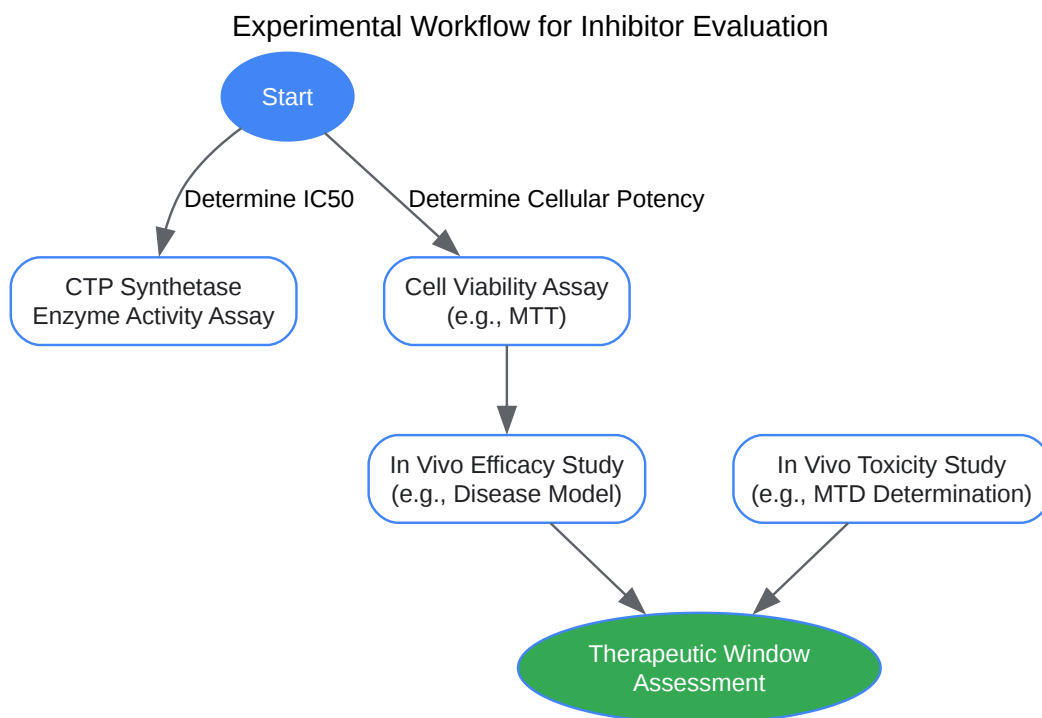 Experimental Workflow for Inhibitor Evaluation
Start
Determine IC50
Determine Cellular Potency
CTP Synthetase
Enzyme Activity Assay
Cell Viability Assay
(e.g., MTT)
In Vivo Efficacy Study
(e.g., Disease Model)
In Vivo Toxicity Study
(e.g., MTD Determination)
Therapeutic Window
Assessment